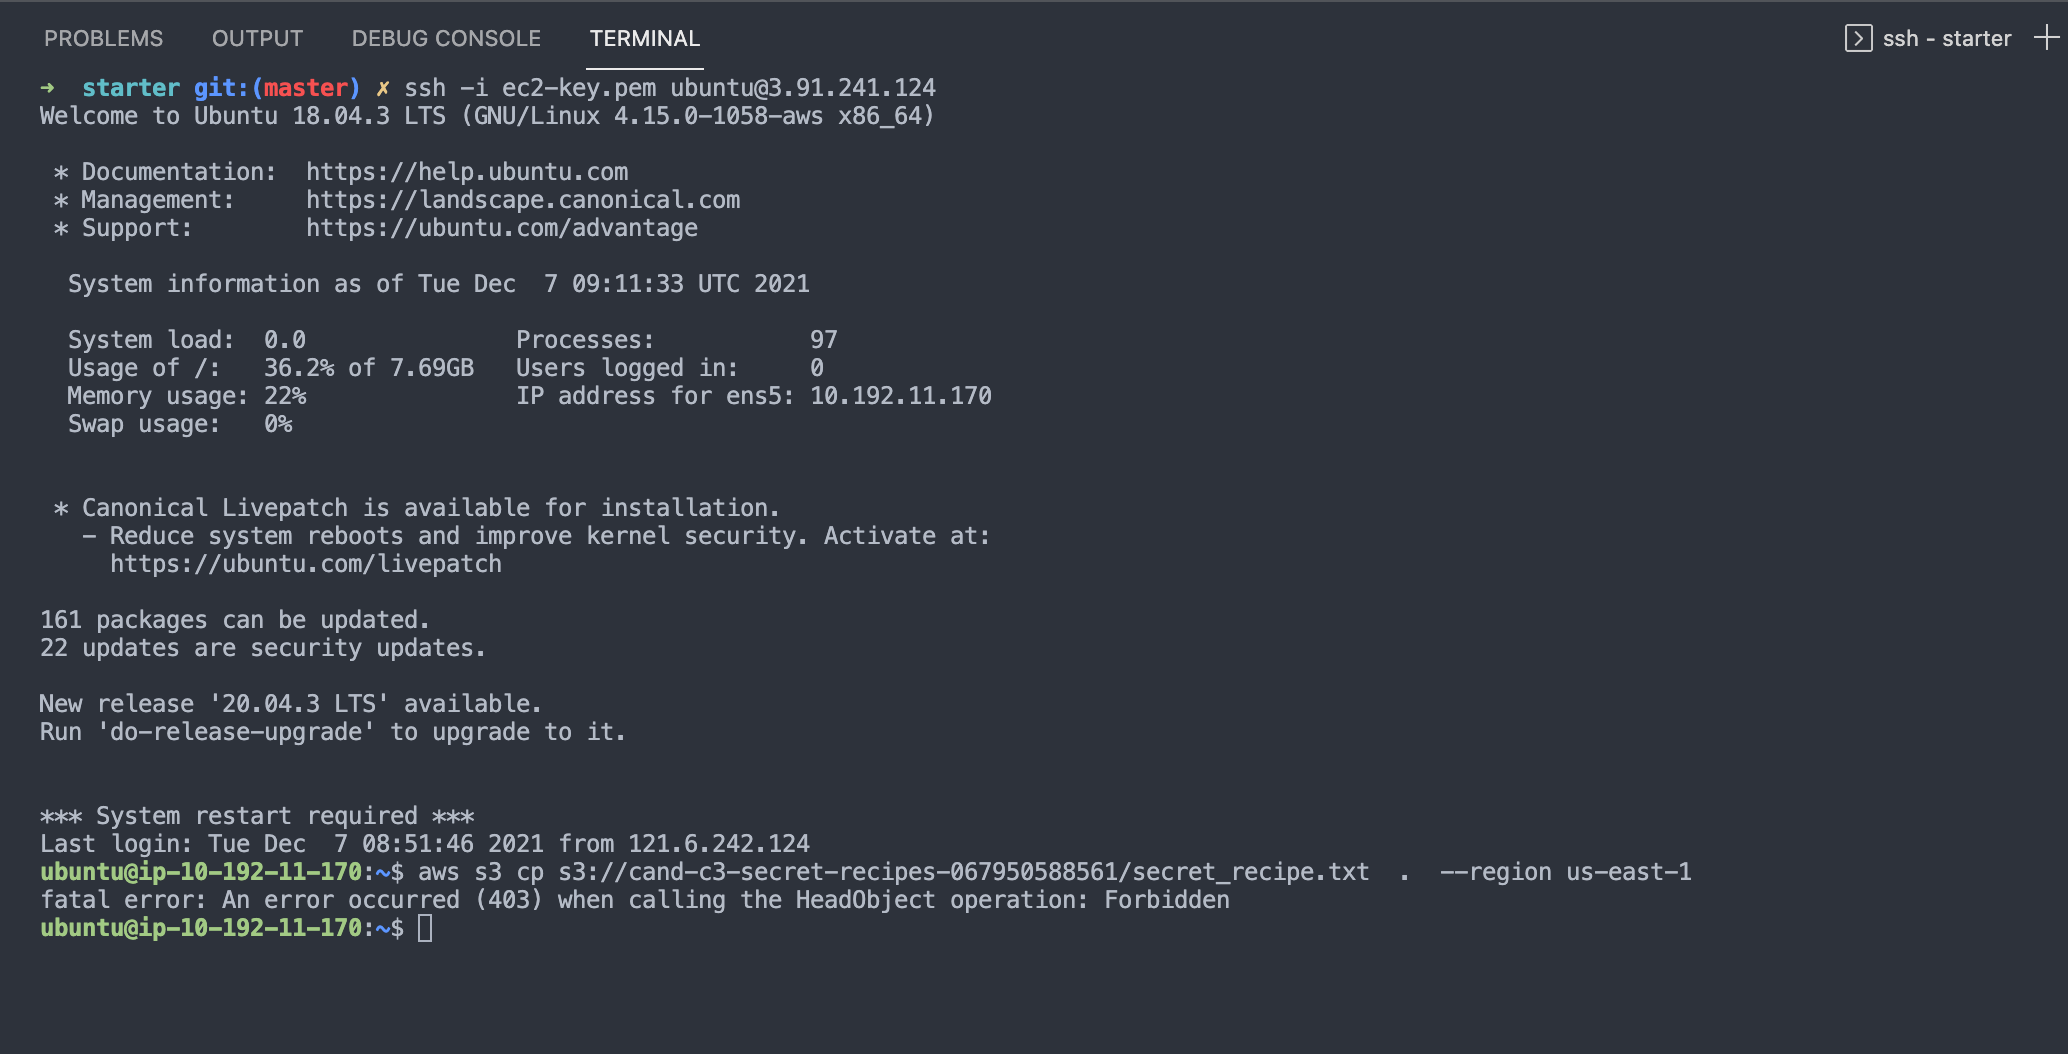 PROBLEMS OUTPUT DEBUG CONSOLE TERMINAL ssh - starter
➜  starter git:(master) ✗ ssh -i ec2-key.pem ubuntu@3.91.241.124
Welcome to Ubuntu 18.04.3 LTS (GNU/Linux 4.15.0-1058-aws x86_64)
 * Documentation:  https://help.ubuntu.com
 * Management:     https://landscape.canonical.com
 * Support:        https://ubuntu.com/advantage
  System information as of Tue Dec  7 09:11:33 UTC 2021
  System load:  0.0               Processes:           97
  Usage of /:   36.2% of 7.69GB   Users logged in:     0
  Memory usage: 22%               IP address for ens5: 10.192.11.170
  Swap usage:   0%
 * Canonical Livepatch is available for installation.
   - Reduce system reboots and improve kernel security. Activate at:
     https://ubuntu.com/livepatch
161 packages can be updated.
22 updates are security updates.
New release '20.04.3 LTS' available.
Run 'do-release-upgrade' to upgrade to it.
*** System restart required ***
Last login: Tue Dec  7 08:51:46 2021 from 121.6.242.124
ubuntu@ip-10-192-11-170:~$ aws s3 cp s3://cand-c3-secret-recipes-067950588561/secret_recipe.txt  .  --region us-east-1
fatal error: An error occurred (403) when calling the HeadObject operation: Forbidden
ubuntu@ip-10-192-11-170:~$